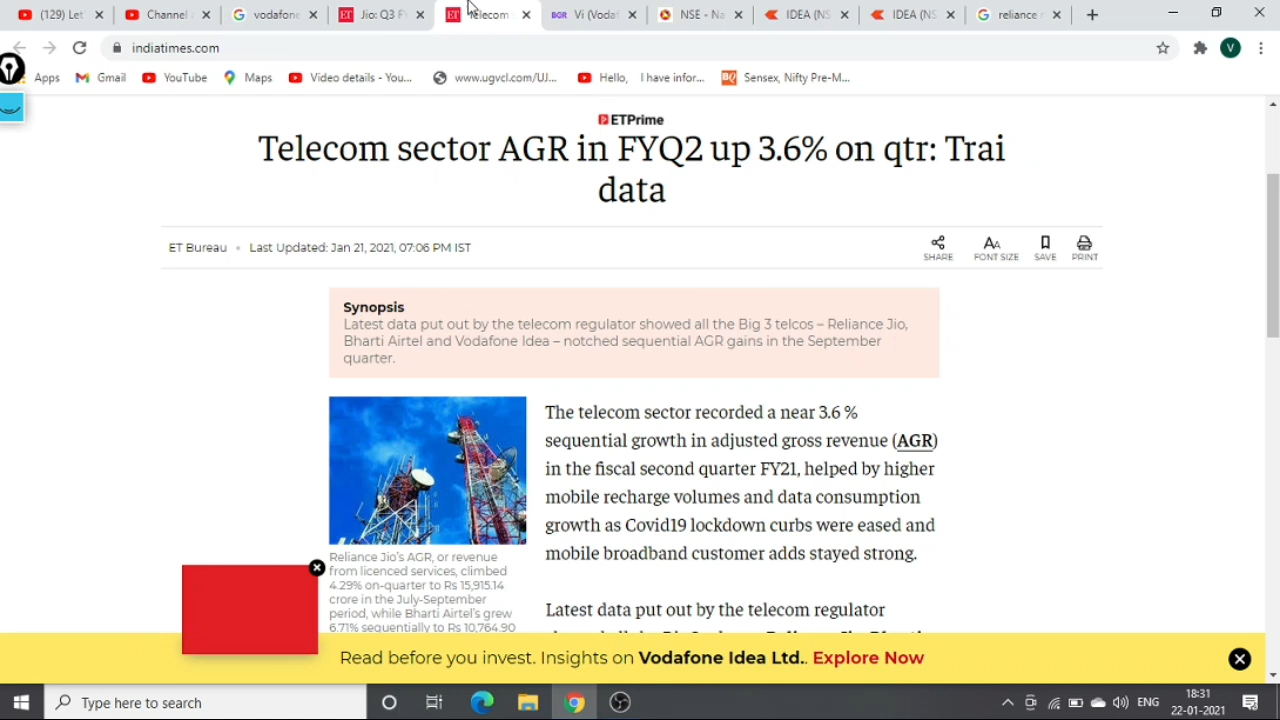 (129) Let'
Channel
vodafone
Jio: Q3 F
Telecom
BGR
Vi (Vodaf
NSE - Na
IDEA (NS
IDEA (NS
reliance
indiatimes.com
V
Apps
Gmail
YouTube
Maps
Video details - You...
www.ugvcl.com/UJ...
Hello, I have infor...
BQ
Sensex, Nifty Pre-M...
ETPrime
Telecom sector AGR in FYQ2 up 3.6% on qtr: Trai
data
ET Bureau • Last Updated: Jan 21, 2021, 07:06 PM IST
SHARE
FONT SIZE
SAVE
PRINT
Synopsis
Latest data put out by the telecom regulator showed all the Big 3 telcos – Reliance Jio,
Bharti Airtel and Vodafone Idea – notched sequential AGR gains in the September
quarter.
The telecom sector recorded a near 3.6 %
sequential growth in adjusted gross revenue (AGR)
in the fiscal second quarter FY21, helped by higher
mobile recharge volumes and data consumption
growth as Covid19 lockdown curbs were eased and
mobile broadband customer adds stayed strong.
Latest data put out by the telecom regulator
Reliance Jio's AGR, or revenue
from licenced services, climbed
4.29% on-quarter to Rs 15,915.14
crore in the July-September
period, while Bharti Airtel's grew
6.71% sequentially to Rs 10,764.90
Read before you invest. Insights on Vodafone Idea Ltd.. Explore Now
Type here to search
ENG
18:31
22-01-2021